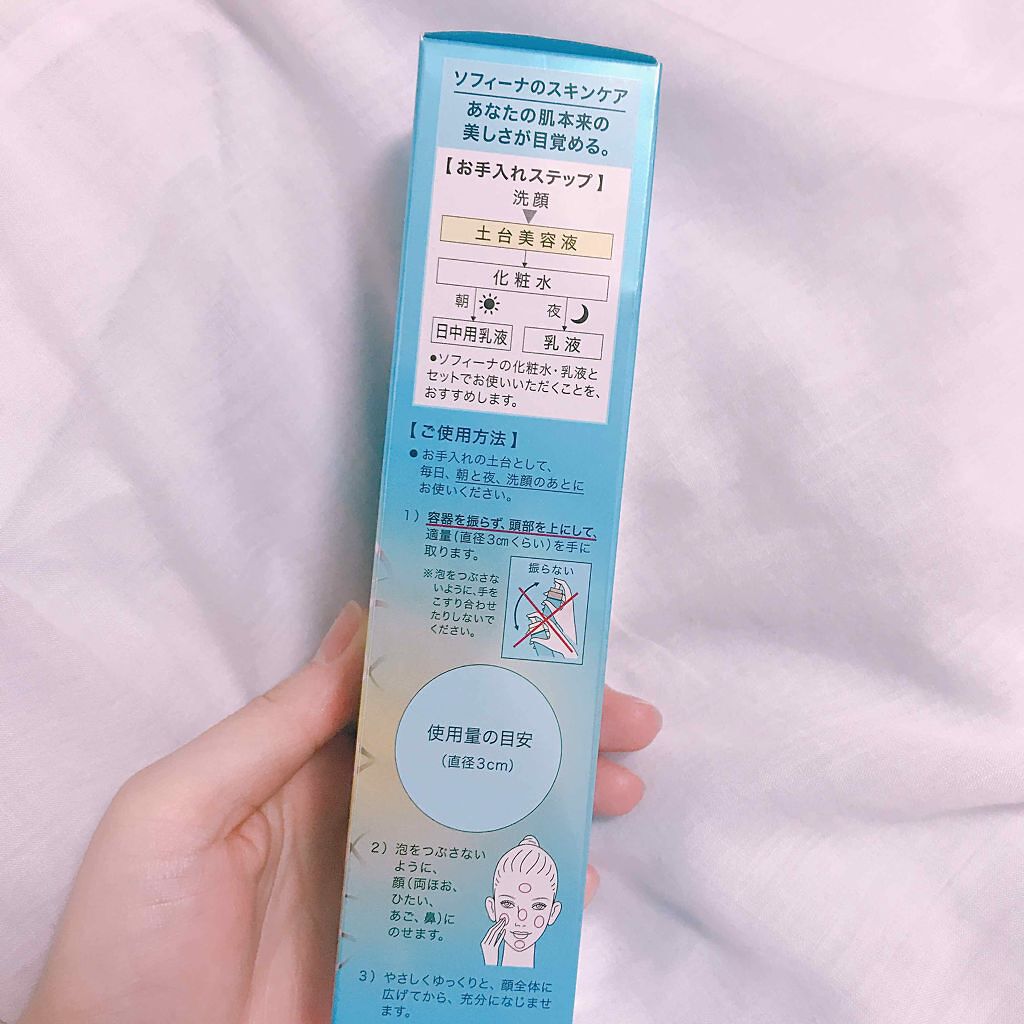 ソフィーナのスキンケア
あなたの肌本来の
美しさが目覚める。
【お手入れステップ】
洗顔
土台美容液
化粧水
朝
夜
日中用乳液
乳液
●ソフィーナの化粧水・乳液と
セットでお使いいただくことを、
おすすめします。
【ご使用方法】
●お手入れの土台として、
毎日、朝と夜、洗顔のあとに
お使いください。
1）容器を振らず、頭部を上にして、
適量(直径3㎝くらい)を手に
取ります。
※泡をつぶさな
いように、手を
こすり合わせ
たりしないで
ください。
振らない
使用量の目安
(直径3cm)
2）泡をつぶさない
ように、
顔(両ほお、
ひたい、
あご、鼻)に
のせます。
3）やさしくゆっくりと、顔全体に
広げてから、充分になじませ
ます。